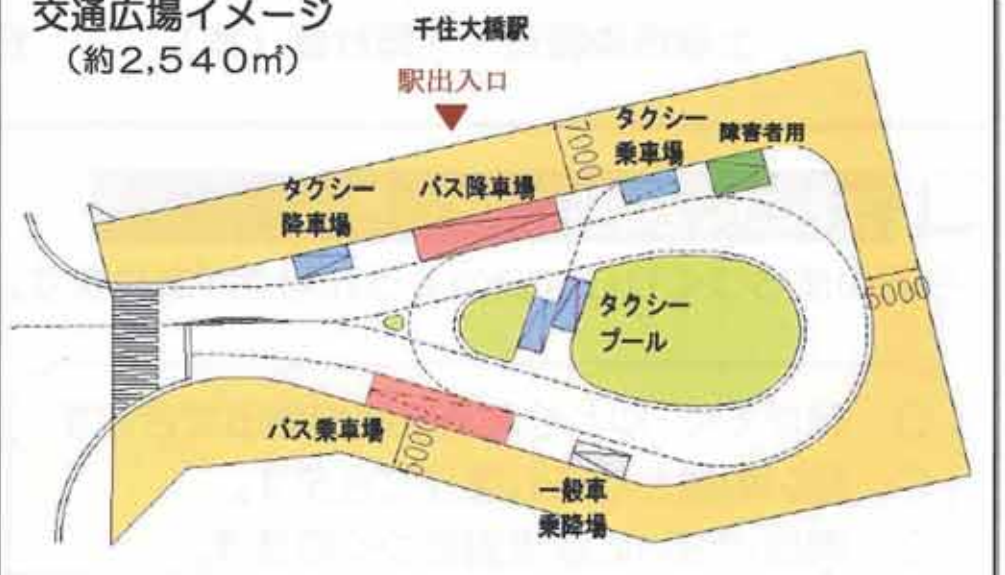 交通広場イメージ
（約2,540㎡）
千住大橋駅
駅出入口
タクシー
乗車場
障害者用
7000
タクシー
降車場
バス降車場
5000
タクシー
プール
バス乗車場
一般車
乗降場